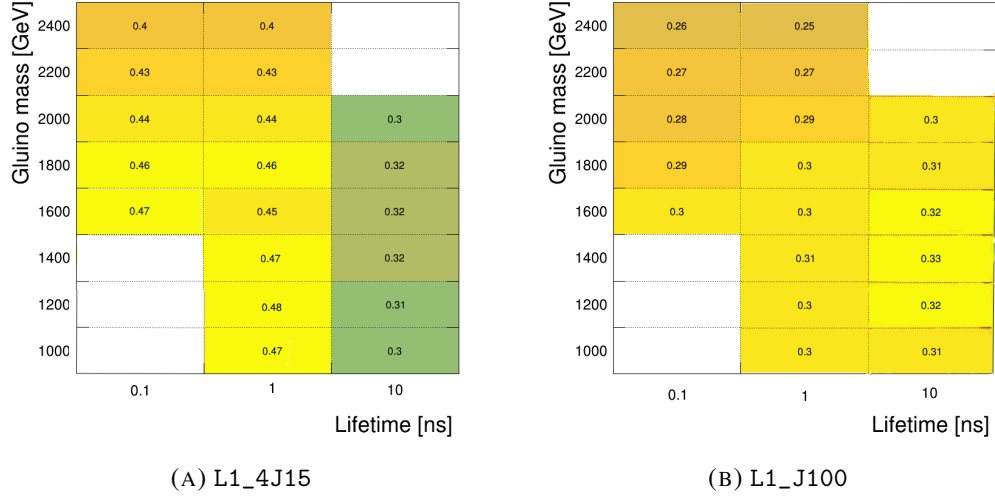 Gluino mass [GeV]
2400 0.4 0.4
2200 0.43 0.43
2000 0.44 0.44 0.3
1800 0.46 0.46 0.32
1600 0.47 0.45 0.32
1400 0.47 0.32
1200 0.48 0.31
1000 0.47 0.3
0.1 1 10
Lifetime [ns]
(A) L1_4J15
Gluino mass [GeV]
2400 0.26 0.25
2200 0.27 0.27
2000 0.28 0.29 0.3
1800 0.29 0.3 0.31
1600 0.3 0.3 0.32
1400 0.31 0.33
1200 0.3 0.32
1000 0.3 0.31
0.1 1 10
Lifetime [ns]
(B) L1_J100